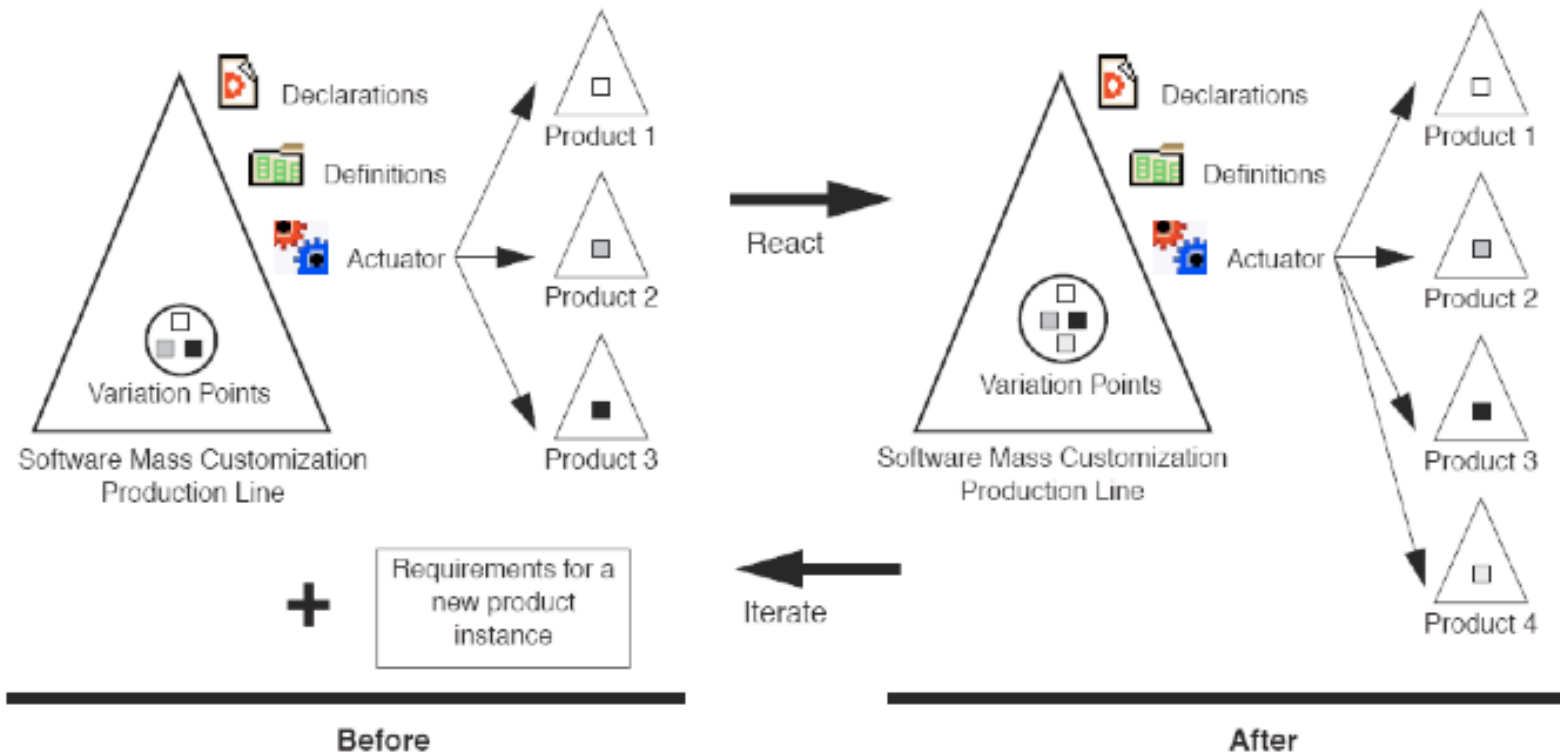 Declarations
Definitions
Actuator
Variation Points
Software Mass Customization
Production Line
Product 1
Product 2
Product 3
Requirements for a
new product
instance
Before
React
Iterate
Declarations
Definitions
Actuator
Variation Points
Software Mass Customization
Production Line
Product 1
Product 2
Product 3
Product 4
After